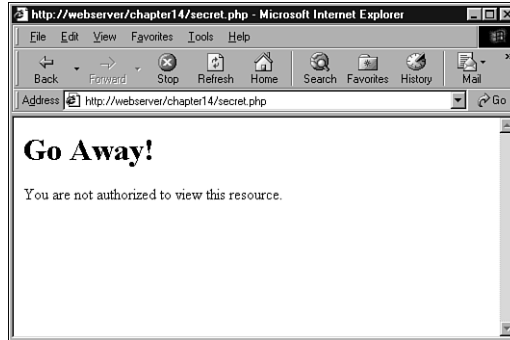 http://webserver/chapter14/secret.php - Microsoft Internet Explorer
File Edit View Favorites Tools Help
Back Forward Stop Refresh Home Search Favorites History Mail
Address http://webserver/chapter14/secret.php Go
Go Away!
You are not authorized to view this resource.